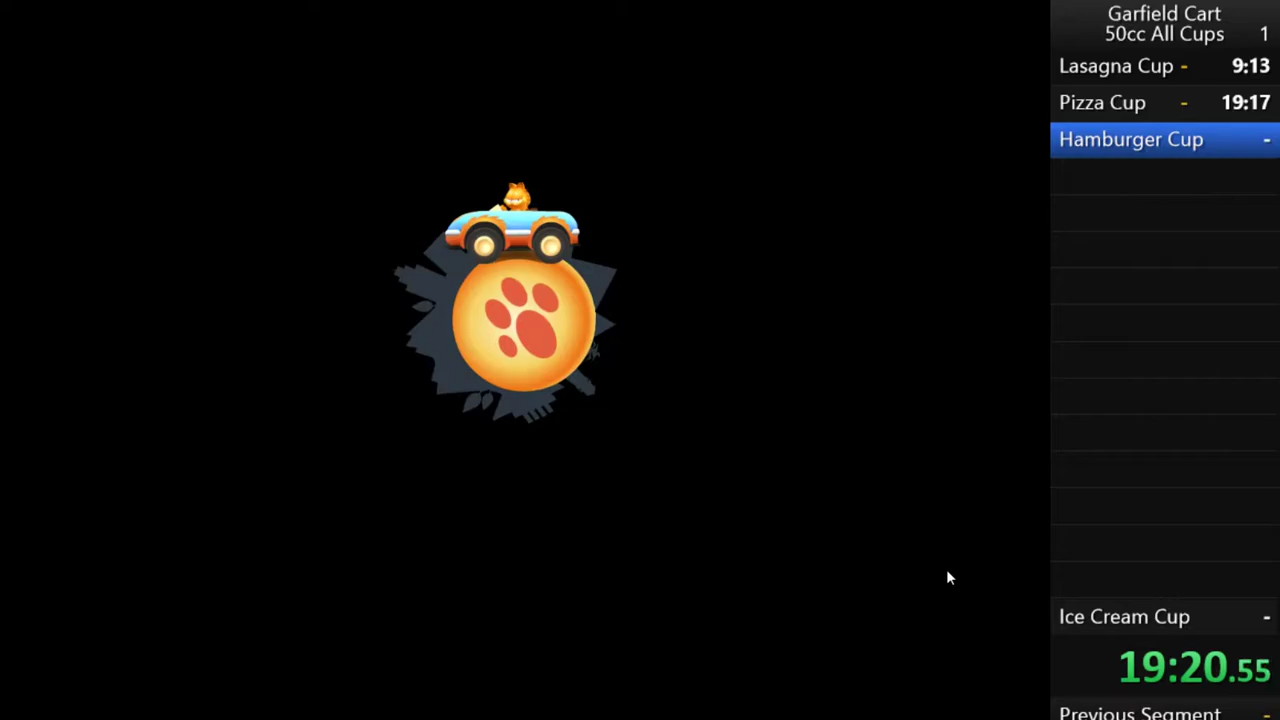 Garfield Cart
50cc All Cups 1
Lasagna Cup - 9:13
Pizza Cup - 19:17
Hamburger Cup -
Ice Cream Cup -
19:20.55
Previous Segment -